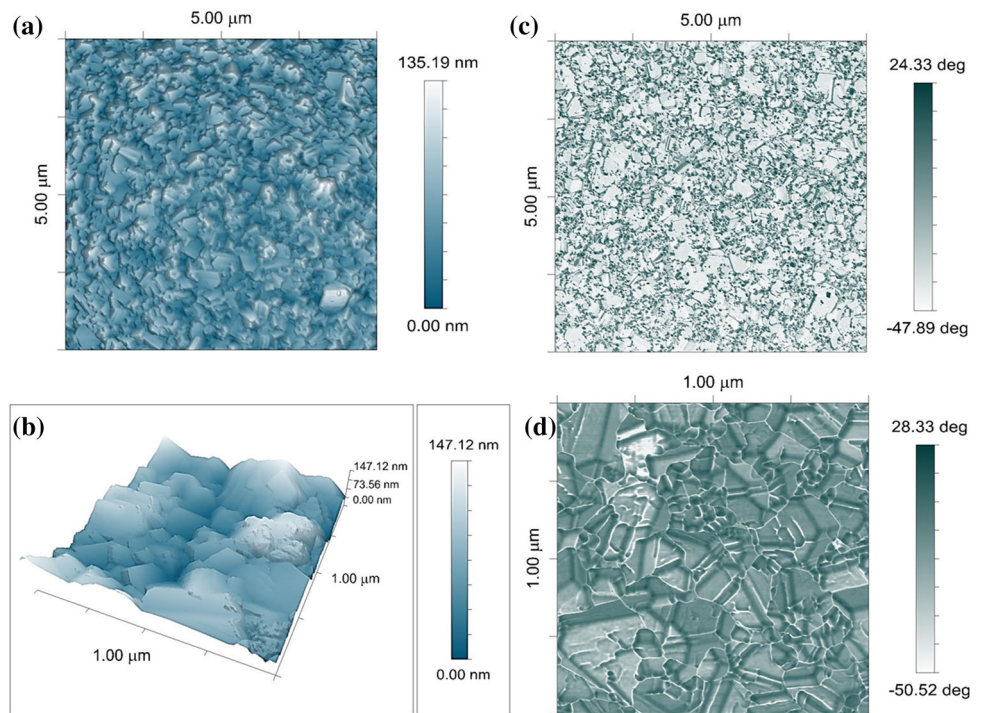 (a)
5.00 µm
5.00 µm
135.19 nm
0.00 nm
(c)
5.00 µm
5.00 µm
24.33 deg
-47.89 deg
(b)
147.12 nm
73.56 nm
0.00 nm
1.00 µm
1.00 µm
147.12 nm
0.00 nm
(d)
1.00 µm
1.00 µm
28.33 deg
-50.52 deg